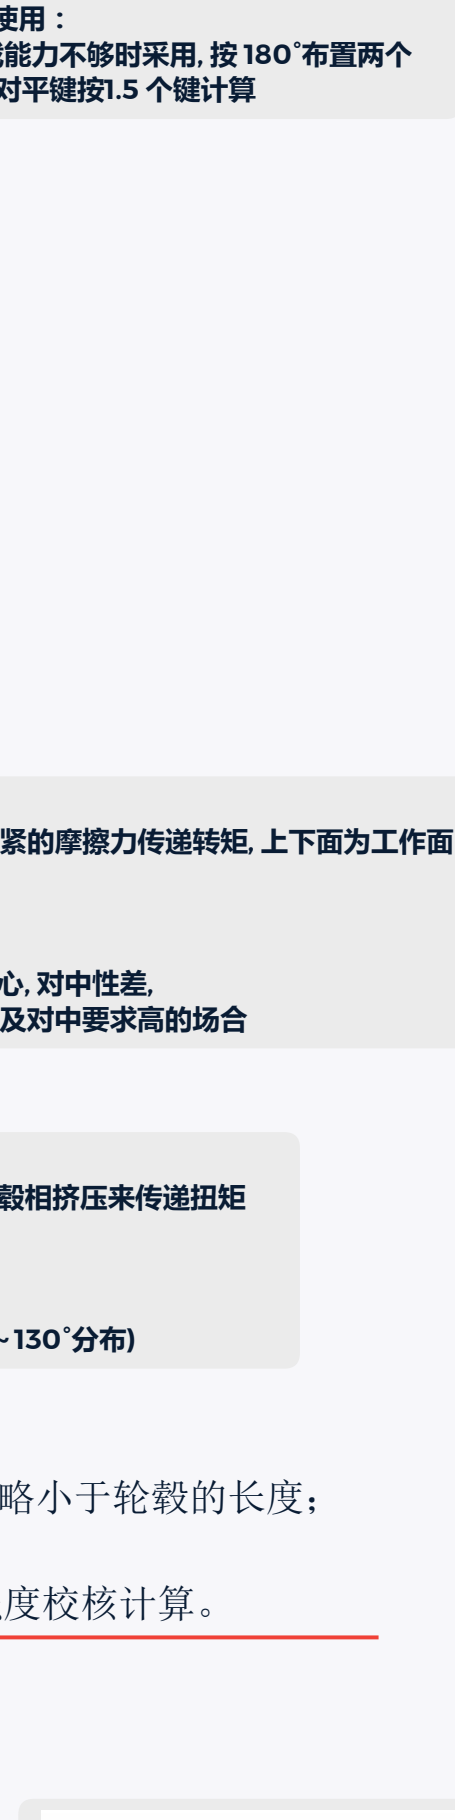 使用：
能力不够时采用, 按 180°布置两个
对平键按1.5 个键计算
紧的摩擦力传递转矩, 上下面为工作面
心, 对中性差,
及对中要求高的场合
毂相挤压来传递扭矩
~130°分布)
略小于轮毂的长度；
度校核计算。